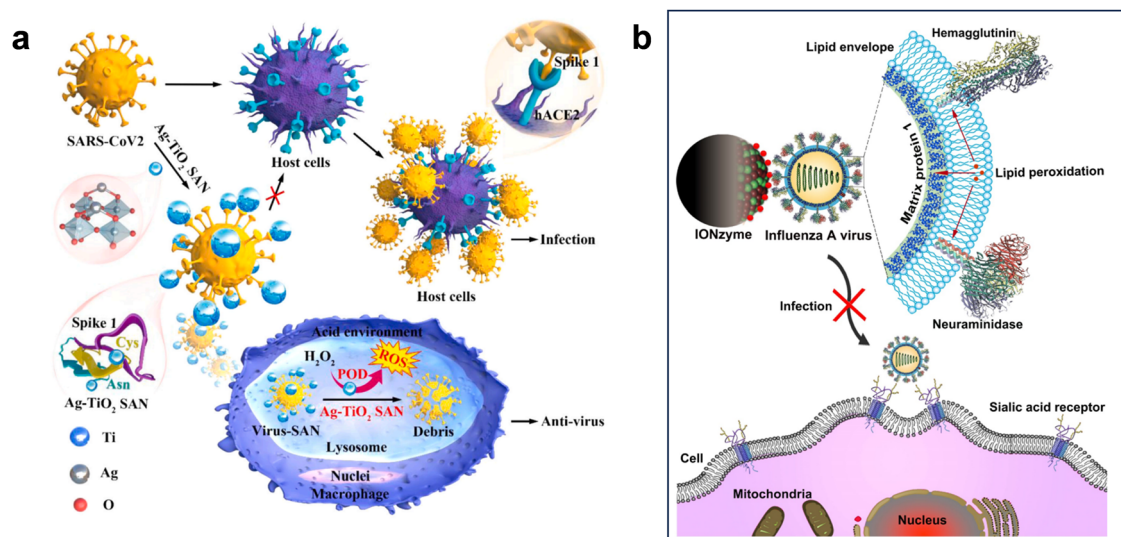 a
SARS-CoV2
Ag-TiO₂ SAN
Host cells
Spike 1
hACE2
Infection
Host cells
Spike 1
Cys
Asn
Ag-TiO₂ SAN
Ti
Ag
O
Acid environment
H₂O₂
POD
ROS
Virus-SAN
Ag-TiO₂ SAN
Debris
Lysosome
Nuclei
Macrophage
Anti-virus
b
Lipid envelope
Hemagglutinin
Matrix protein 1
Lipid peroxidation
IONzyme
Influenza A virus
Neuraminidase
Infection
Sialic acid receptor
Cell
Mitochondria
Nucleus